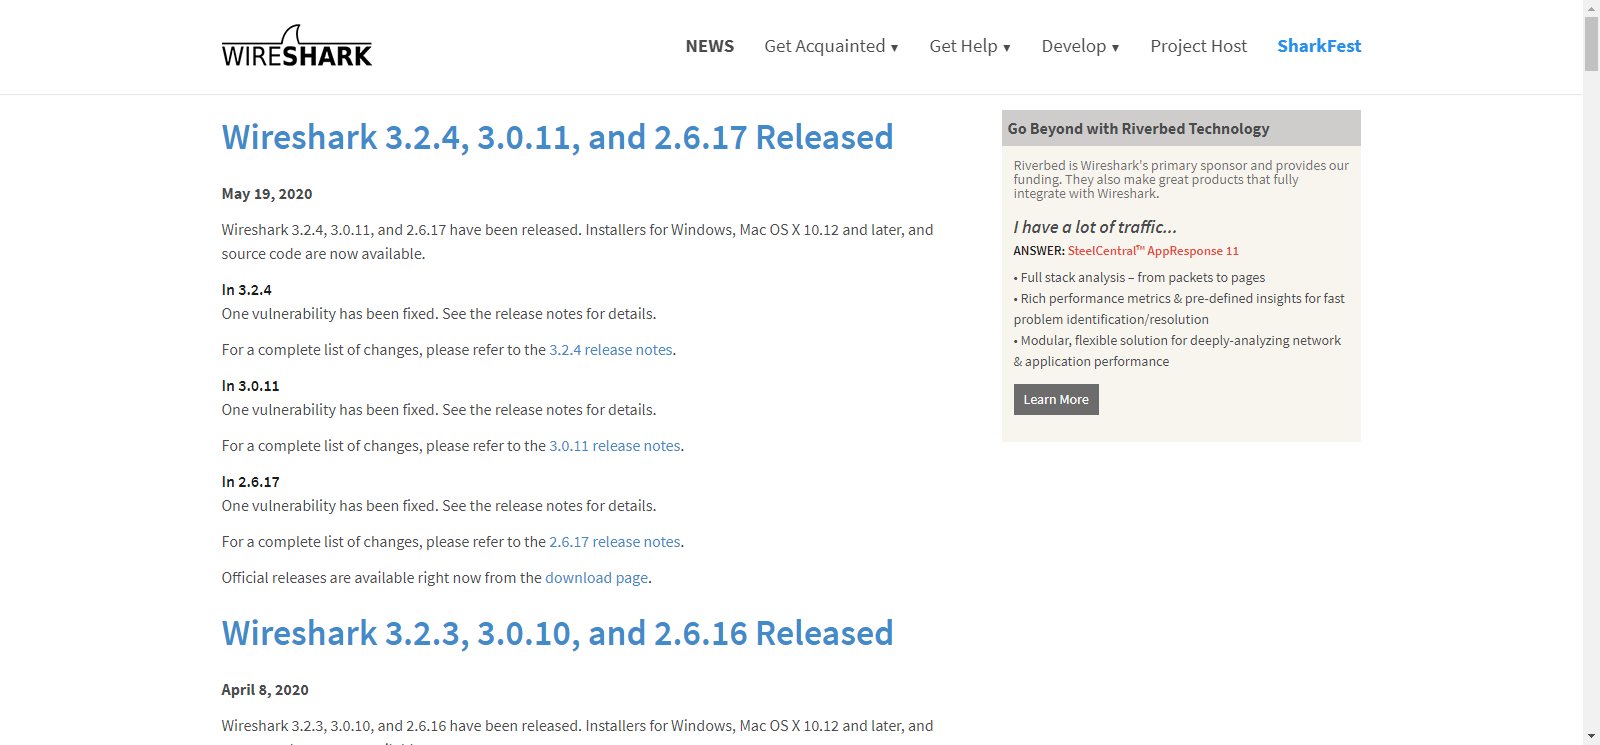 WIRESHARK
NEWS Get Acquainted ▼ Get Help ▼ Develop ▼ Project Host SharkFest
Wireshark 3.2.4, 3.0.11, and 2.6.17 Released
May 19, 2020
Wireshark 3.2.4, 3.0.11, and 2.6.17 have been released. Installers for Windows, Mac OS X 10.12 and later, and
source code are now available.
In 3.2.4
One vulnerability has been fixed. See the release notes for details.
For a complete list of changes, please refer to the 3.2.4 release notes.
In 3.0.11
One vulnerability has been fixed. See the release notes for details.
For a complete list of changes, please refer to the 3.0.11 release notes.
In 2.6.17
One vulnerability has been fixed. See the release notes for details.
For a complete list of changes, please refer to the 2.6.17 release notes.
Official releases are available right now from the download page.
Wireshark 3.2.3, 3.0.10, and 2.6.16 Released
April 8, 2020
Wireshark 3.2.3, 3.0.10, and 2.6.16 have been released. Installers for Windows, Mac OS X 10.12 and later, and
Go Beyond with Riverbed Technology
Riverbed is Wireshark's primary sponsor and provides our
funding. They also make great products that fully
integrate with Wireshark.
I have a lot of traffic...
ANSWER: SteelCentral™ AppResponse 11
• Full stack analysis – from packets to pages
• Rich performance metrics & pre-defined insights for fast
problem identification/resolution
• Modular, flexible solution for deeply-analyzing network
& application performance
Learn More